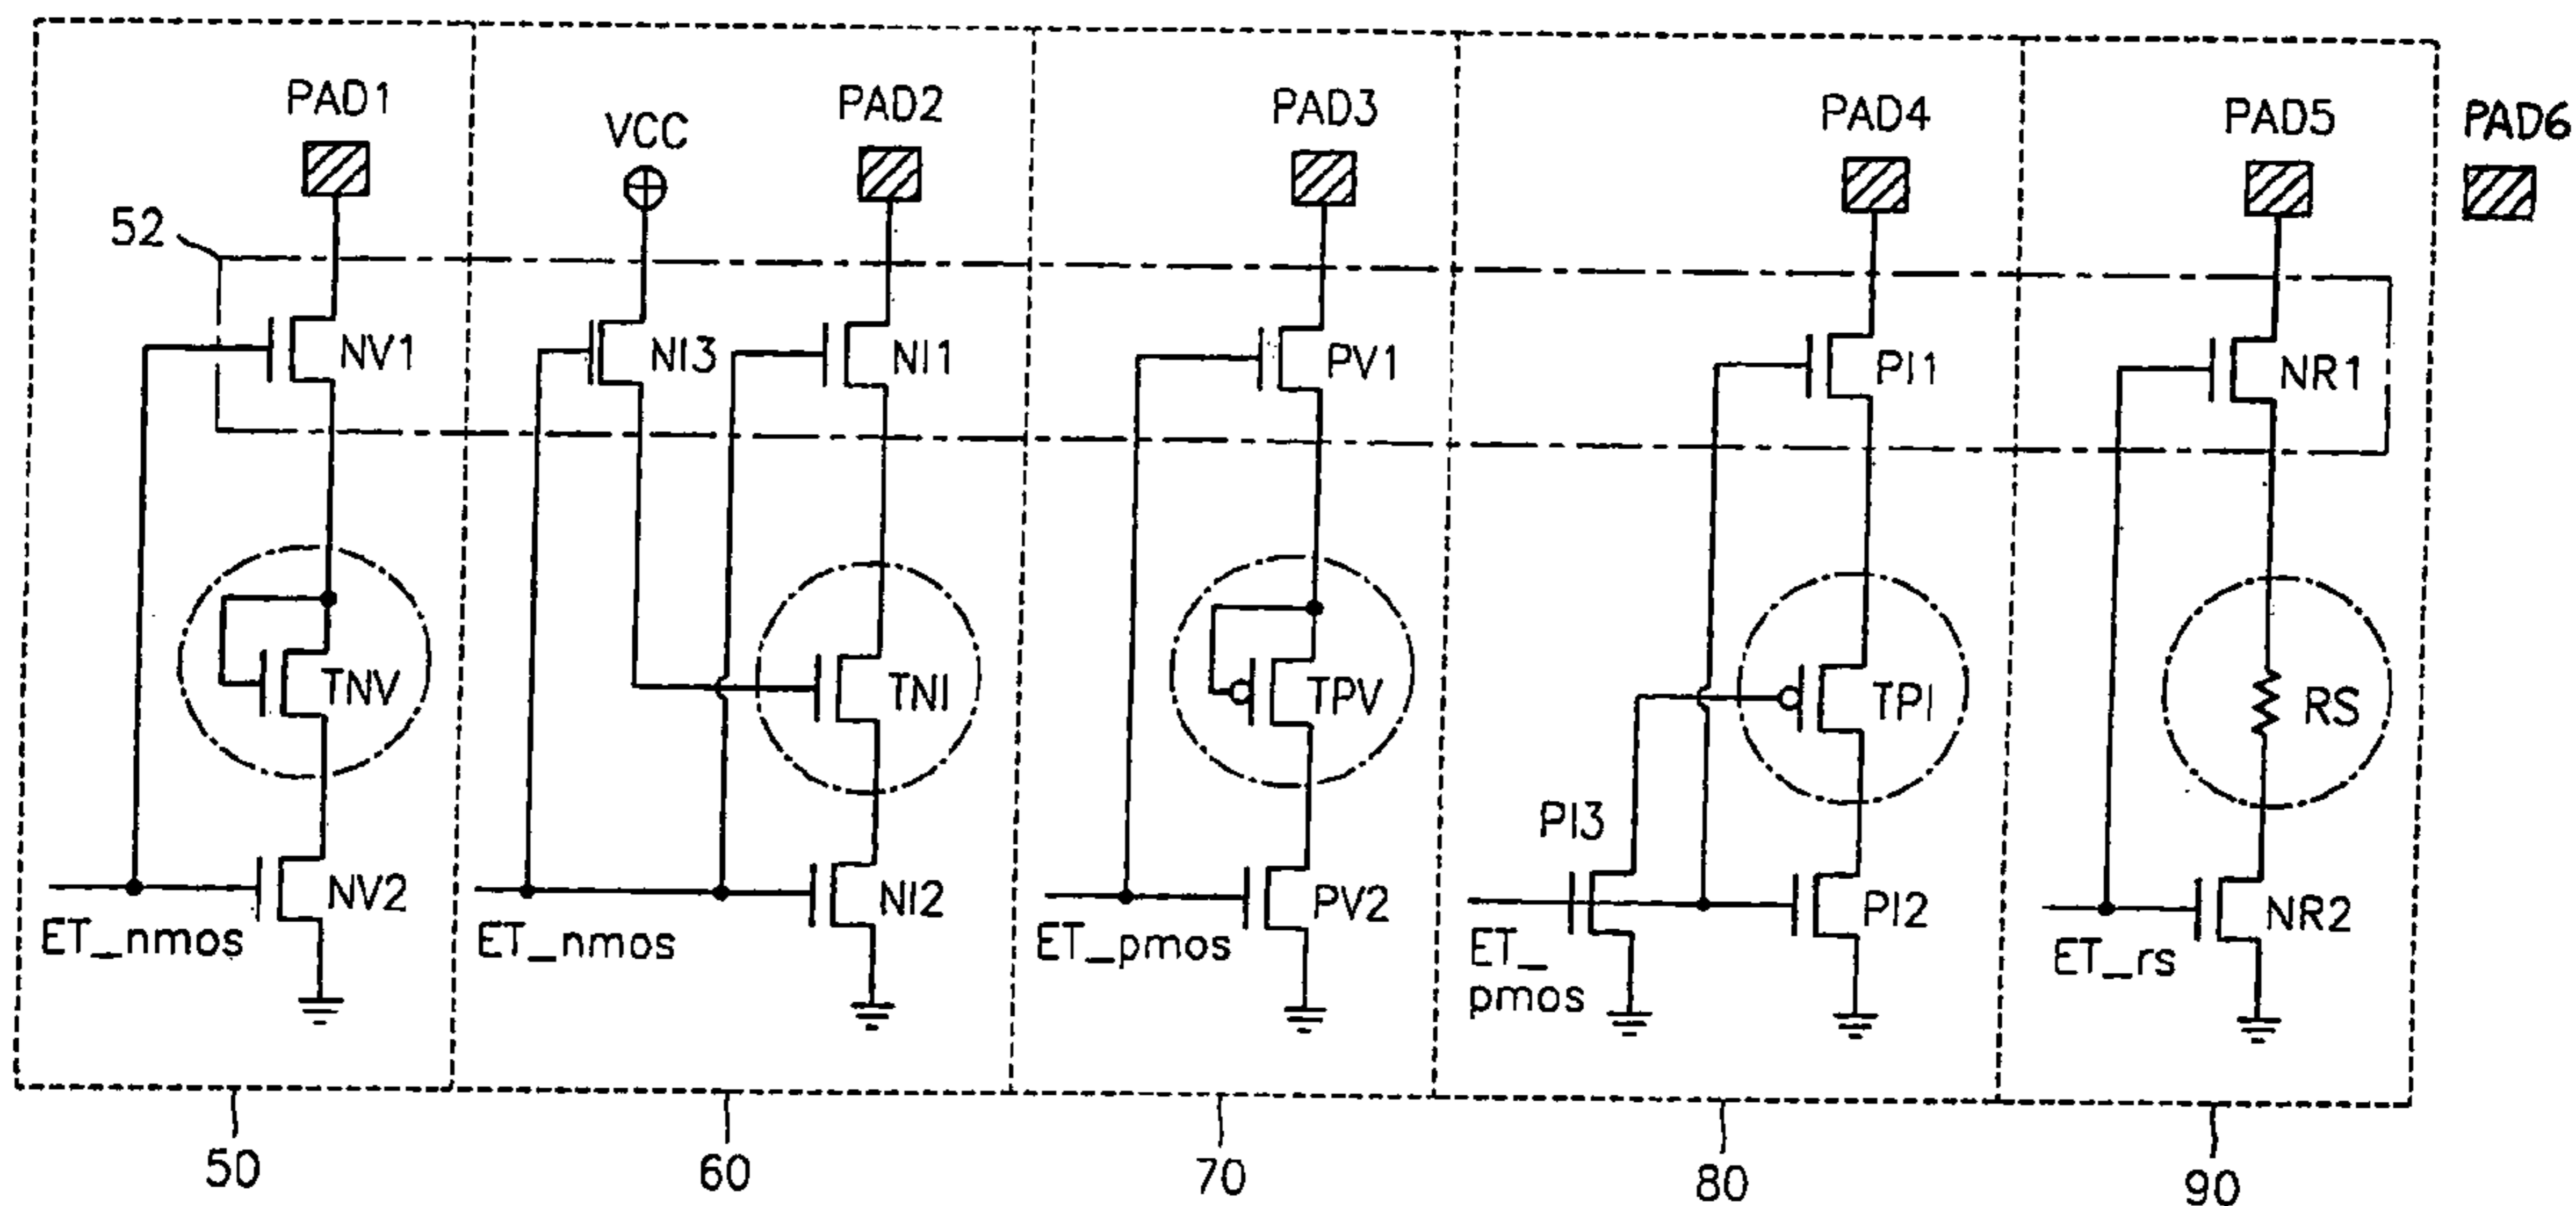 PAD1
PAD2
PAD3
PAD4
PAD5
PAD6
VCC
52
NV1
NI3
NI1
PV1
PI1
NR1
TNV
TNI
TPV
TPI
RS
PI3
NV2
NI2
PV2
PI2
NR2
ET_nmos
ET_nmos
ET_pmos
ET_
pmos
ET_rs
50
60
70
80
90